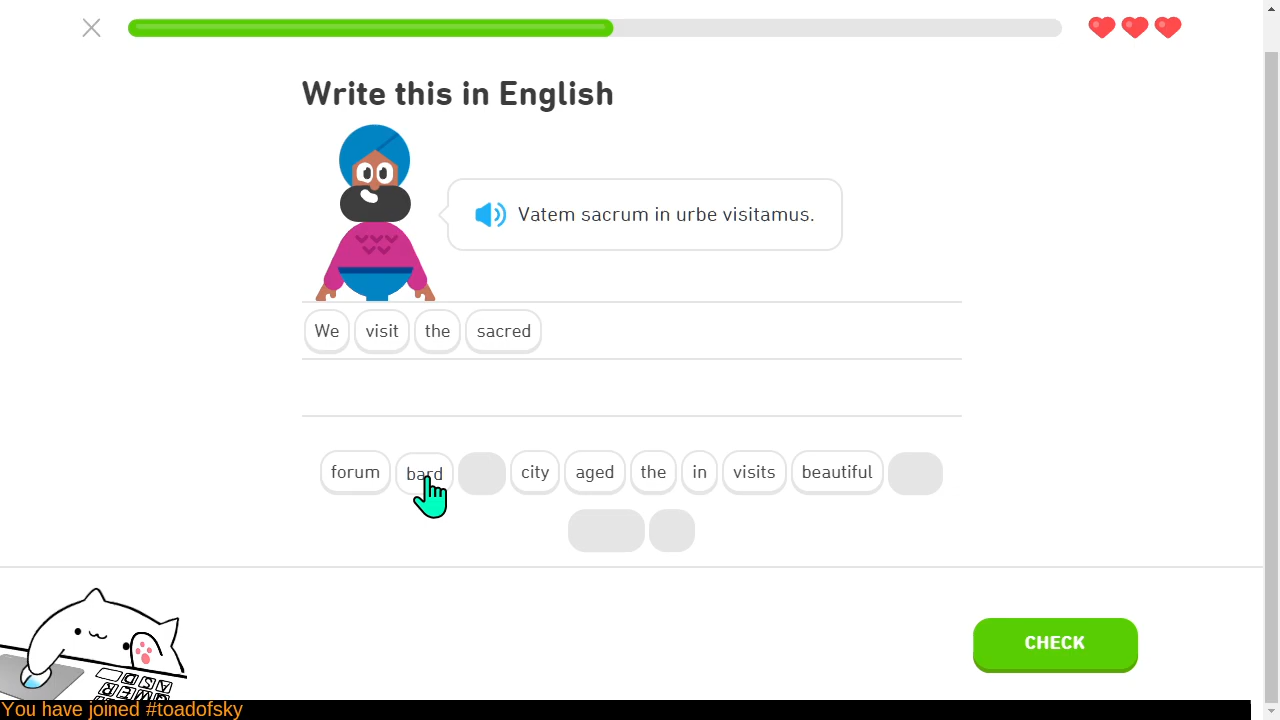 Write this in English
Vatem sacrum in urbe visitamus.
We visit the sacred
forum bard city aged the in visits beautiful
CHECK
You have joined #toadofsky